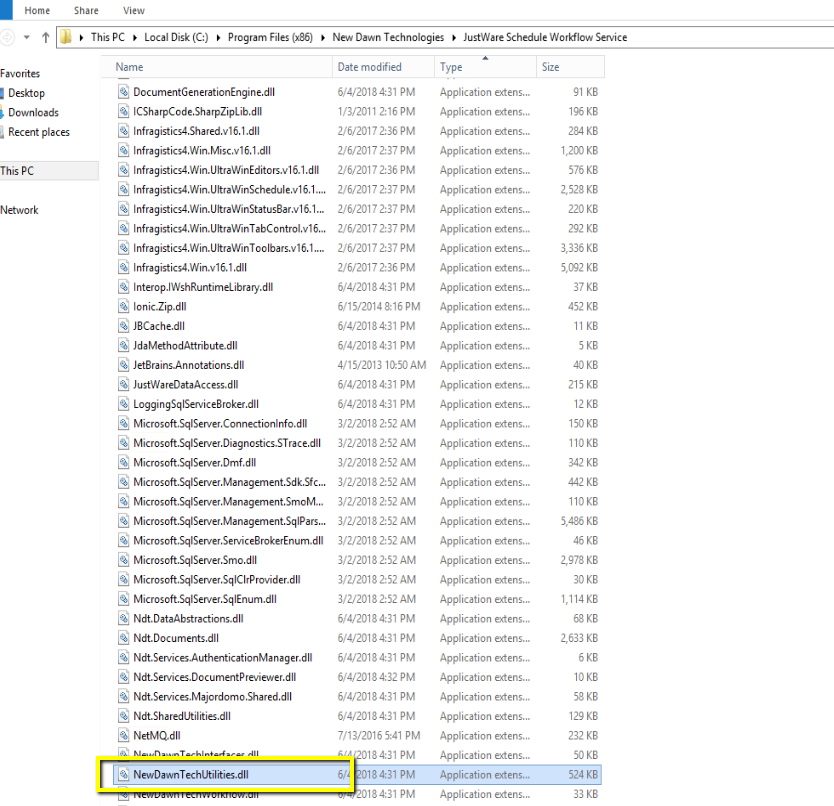 Home Share View
This PC Local Disk (C:) Program Files (x86) New Dawn Technologies JustWare Schedule Workflow Service
Favorites
Desktop
Downloads
Recent places
This PC
Network
Name Date modified Type Size
DocumentGenerationEngine.dll 6/4/2018 4:31 PM Application extens... 91 KB
ICSharpCode.SharpZipLib.dll 1/3/2011 2:16 PM Application extens... 196 KB
Infragistics4.Shared.v16.1.dll 2/6/2017 2:36 PM Application extens... 284 KB
Infragistics4.Win.Misc.v16.1.dll 2/6/2017 2:37 PM Application extens... 1,200 KB
Infragistics4.Win.UltraWinEditors.v16.1.dll 2/6/2017 2:36 PM Application extens... 576 KB
Infragistics4.Win.UltraWinSchedule.v16.1.... 2/6/2017 2:37 PM Application extens... 2,528 KB
Infragistics4.Win.UltraWinStatusBar.v16.1... 2/6/2017 2:37 PM Application extens... 220 KB
Infragistics4.Win.UltraWinTabControl.v16... 2/6/2017 2:37 PM Application extens... 292 KB
Infragistics4.Win.UltraWinToolbars.v16.1.... 2/6/2017 2:37 PM Application extens... 3,336 KB
Infragistics4.Win.v16.1.dll 2/6/2017 2:36 PM Application extens... 5,092 KB
Interop.IWshRuntimeLibrary.dll 6/4/2018 4:31 PM Application extens... 37 KB
Ionic.Zip.dll 6/15/2014 8:16 PM Application extens... 452 KB
JBCache.dll 6/4/2018 4:31 PM Application extens... 11 KB
JdaMethodAttribute.dll 6/4/2018 4:31 PM Application extens... 5 KB
JetBrains.Annotations.dll 4/15/2013 10:50 AM Application extens... 40 KB
JustWareDataAccess.dll 6/4/2018 4:31 PM Application extens... 215 KB
LoggingSqlServiceBroker.dll 6/4/2018 4:31 PM Application extens... 12 KB
Microsoft.SqlServer.ConnectionInfo.dll 3/2/2018 2:52 AM Application extens... 150 KB
Microsoft.SqlServer.Diagnostics.STrace.dll 3/2/2018 2:52 AM Application extens... 110 KB
Microsoft.SqlServer.Dmf.dll 3/2/2018 2:52 AM Application extens... 342 KB
Microsoft.SqlServer.Management.Sdk.Sfc... 3/2/2018 2:52 AM Application extens... 442 KB
Microsoft.SqlServer.Management.SmoM... 3/2/2018 2:52 AM Application extens... 110 KB
Microsoft.SqlServer.Management.SqlPars... 3/2/2018 2:52 AM Application extens... 5,486 KB
Microsoft.SqlServer.ServiceBrokerEnum.dll 3/2/2018 2:52 AM Application extens... 46 KB
Microsoft.SqlServer.Smo.dll 3/2/2018 2:52 AM Application extens... 2,978 KB
Microsoft.SqlServer.SqlClrProvider.dll 3/2/2018 2:52 AM Application extens... 30 KB
Microsoft.SqlServer.SqlEnum.dll 3/2/2018 2:52 AM Application extens... 1,114 KB
Ndt.DataAbstractions.dll 6/4/2018 4:31 PM Application extens... 68 KB
Ndt.Documents.dll 6/4/2018 4:31 PM Application extens... 2,633 KB
Ndt.Services.AuthenticationManager.dll 6/4/2018 4:31 PM Application extens... 6 KB
Ndt.Services.DocumentPreviewer.dll 6/4/2018 4:32 PM Application extens... 10 KB
Ndt.Services.Majordomo.Shared.dll 6/4/2018 4:31 PM Application extens... 58 KB
Ndt.SharedUtilities.dll 6/4/2018 4:31 PM Application extens... 129 KB
NetMQ.dll 7/13/2016 5:41 PM Application extens... 232 KB
NewDawnTechInterfaces.dll 6/4/2018 4:31 PM Application extens... 50 KB
NewDawnTechUtilities.dll 6/4/2018 4:31 PM Application extens... 524 KB
NewDawnTechWorkflow.dll 6/4/2018 4:31 PM Application extens... 33 KB